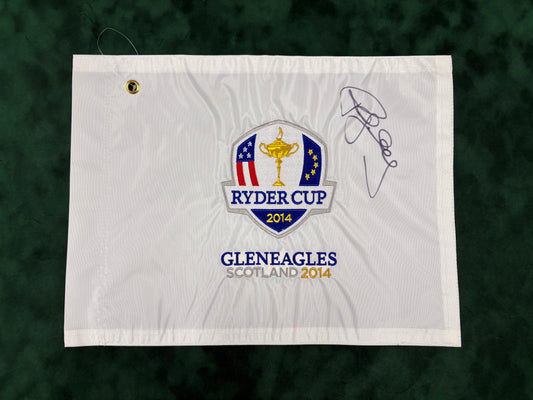 RYDER CUP
2014
GLENEAGLES
SCOTLAND 2014